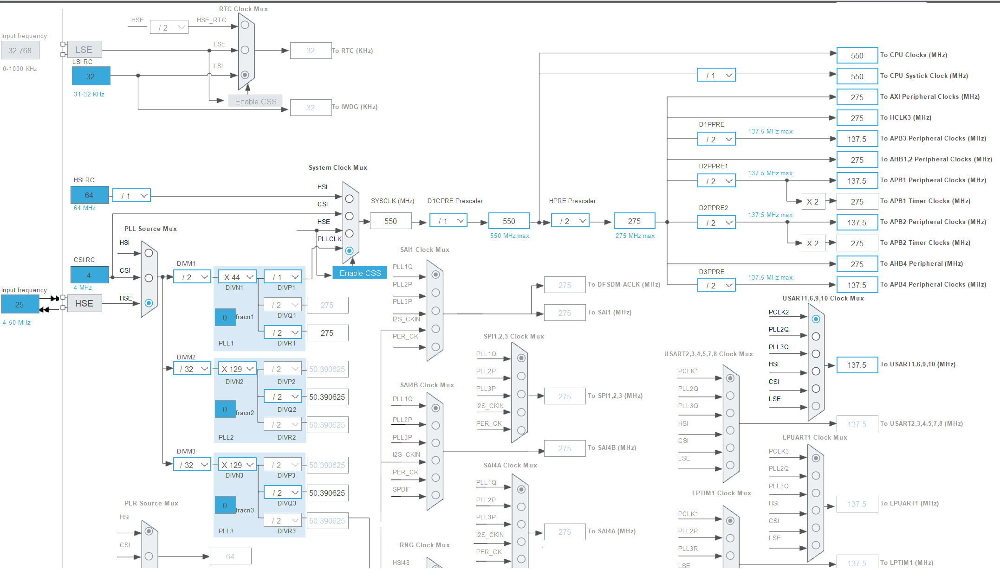 RTC Clock Mux
HSE
/ 2
HSE_RTC
Input frequency
32.768
0-1000 KHz
LSE
LSE
32
To RTC (KHz)
LSI RC
LSI
32
31-32 KHz
Enable CSS
32
To IWDG (KHz)
550
To CPU Clocks (MHz)
/ 1
550
To CPU Systick Clock (MHz)
275
To AXI Peripheral Clocks (MHz)
275
To HCLK3 (MHz)
D1PPRE
/ 2
137.5 MHz max
137.5
To APB3 Peripheral Clocks (MHz)
275
To AHB1,2 Peripheral Clocks (MHz)
D2PPRE1
/ 2
137.5 MHz max
137.5
To APB1 Peripheral Clocks (MHz)
X 2
275
To APB1 Timer Clocks (MHz)
D2PPRE2
/ 2
137.5 MHz max
137.5
To APB2 Peripheral Clocks (MHz)
X 2
275
To APB2 Timer Clocks (MHz)
275
To AHB4 Peripheral (MHz)
D3PPRE
/ 2
137.5 MHz max
137.5
To APB4 Peripheral Clocks (MHz)
System Clock Mux
HSI RC
64
64 MHz
/ 1
HSI
CSI
HSE
PLLCLK
SYSCLK (MHz)
550
D1CPRE Prescaler
/ 1
550
550 MHz max
HPRE Prescaler
/ 2
275
275 MHz max
Enable CSS
PLL Source Mux
HSI
CSI RC
4
4 MHz
CSI
Input frequency
25
4-50 MHz
HSE
HSE
DIVM1
/ 2
X 44
DIVN1
/ 1
DIVP1
/ 2
275
DIVQ1
0
fracn1
/ 2
275
DIVR1
PLL1
DIVM2
/ 32
X 129
DIVN2
/ 2
50.390625
DIVP2
/ 2
50.390625
DIVQ2
0
fracn2
/ 2
50.390625
DIVR2
PLL2
DIVM3
/ 32
X 129
DIVN3
/ 2
50.390625
DIVP3
/ 2
50.390625
DIVQ3
0
fracn3
/ 2
50.390625
DIVR3
PLL3
PER Source Mux
HSI
CSI
64
SAI1 Clock Mux
PLL1Q
PLL2P
PLL3P
I2S_CKIN
PER_CK
275
To DFSDM ACLK (MHz)
275
To SAI1 (MHz)
SPI1,2,3 Clock Mux
PLL1Q
PLL2P
PLL3P
I2S_CKIN
PER_CK
275
To SPI1,2,3 (MHz)
SAI4B Clock Mux
PLL1Q
PLL2P
PLL3P
I2S_CKIN
PER_CK
SPDIF
275
To SAI4B (MHz)
SAI4A Clock Mux
PLL1Q
PLL2P
PLL3P
I2S_CKIN
PER_CK
275
To SAI4A (MHz)
RNG Clock Mux
HSI48
USART1,6,9,10 Clock Mux
PCLK2
PLL2Q
PLL3Q
HSI
CSI
LSE
137.5
To USART1,6,9,10 (MHz)
USART2,3,4,5,7,8 Clock Mux
PCLK1
PLL2Q
PLL3Q
HSI
CSI
LSE
137.5
To USART2,3,4,5,7,8 (MHz)
LPUART1 Clock Mux
PCLK3
PLL2Q
PLL3Q
HSI
CSI
LSE
137.5
To LPUART1 (MHz)
LPTIM1 Clock Mux
PCLK1
PLL2P
PLL3R
LSE
137.5
To LPTIM1 (MHz)